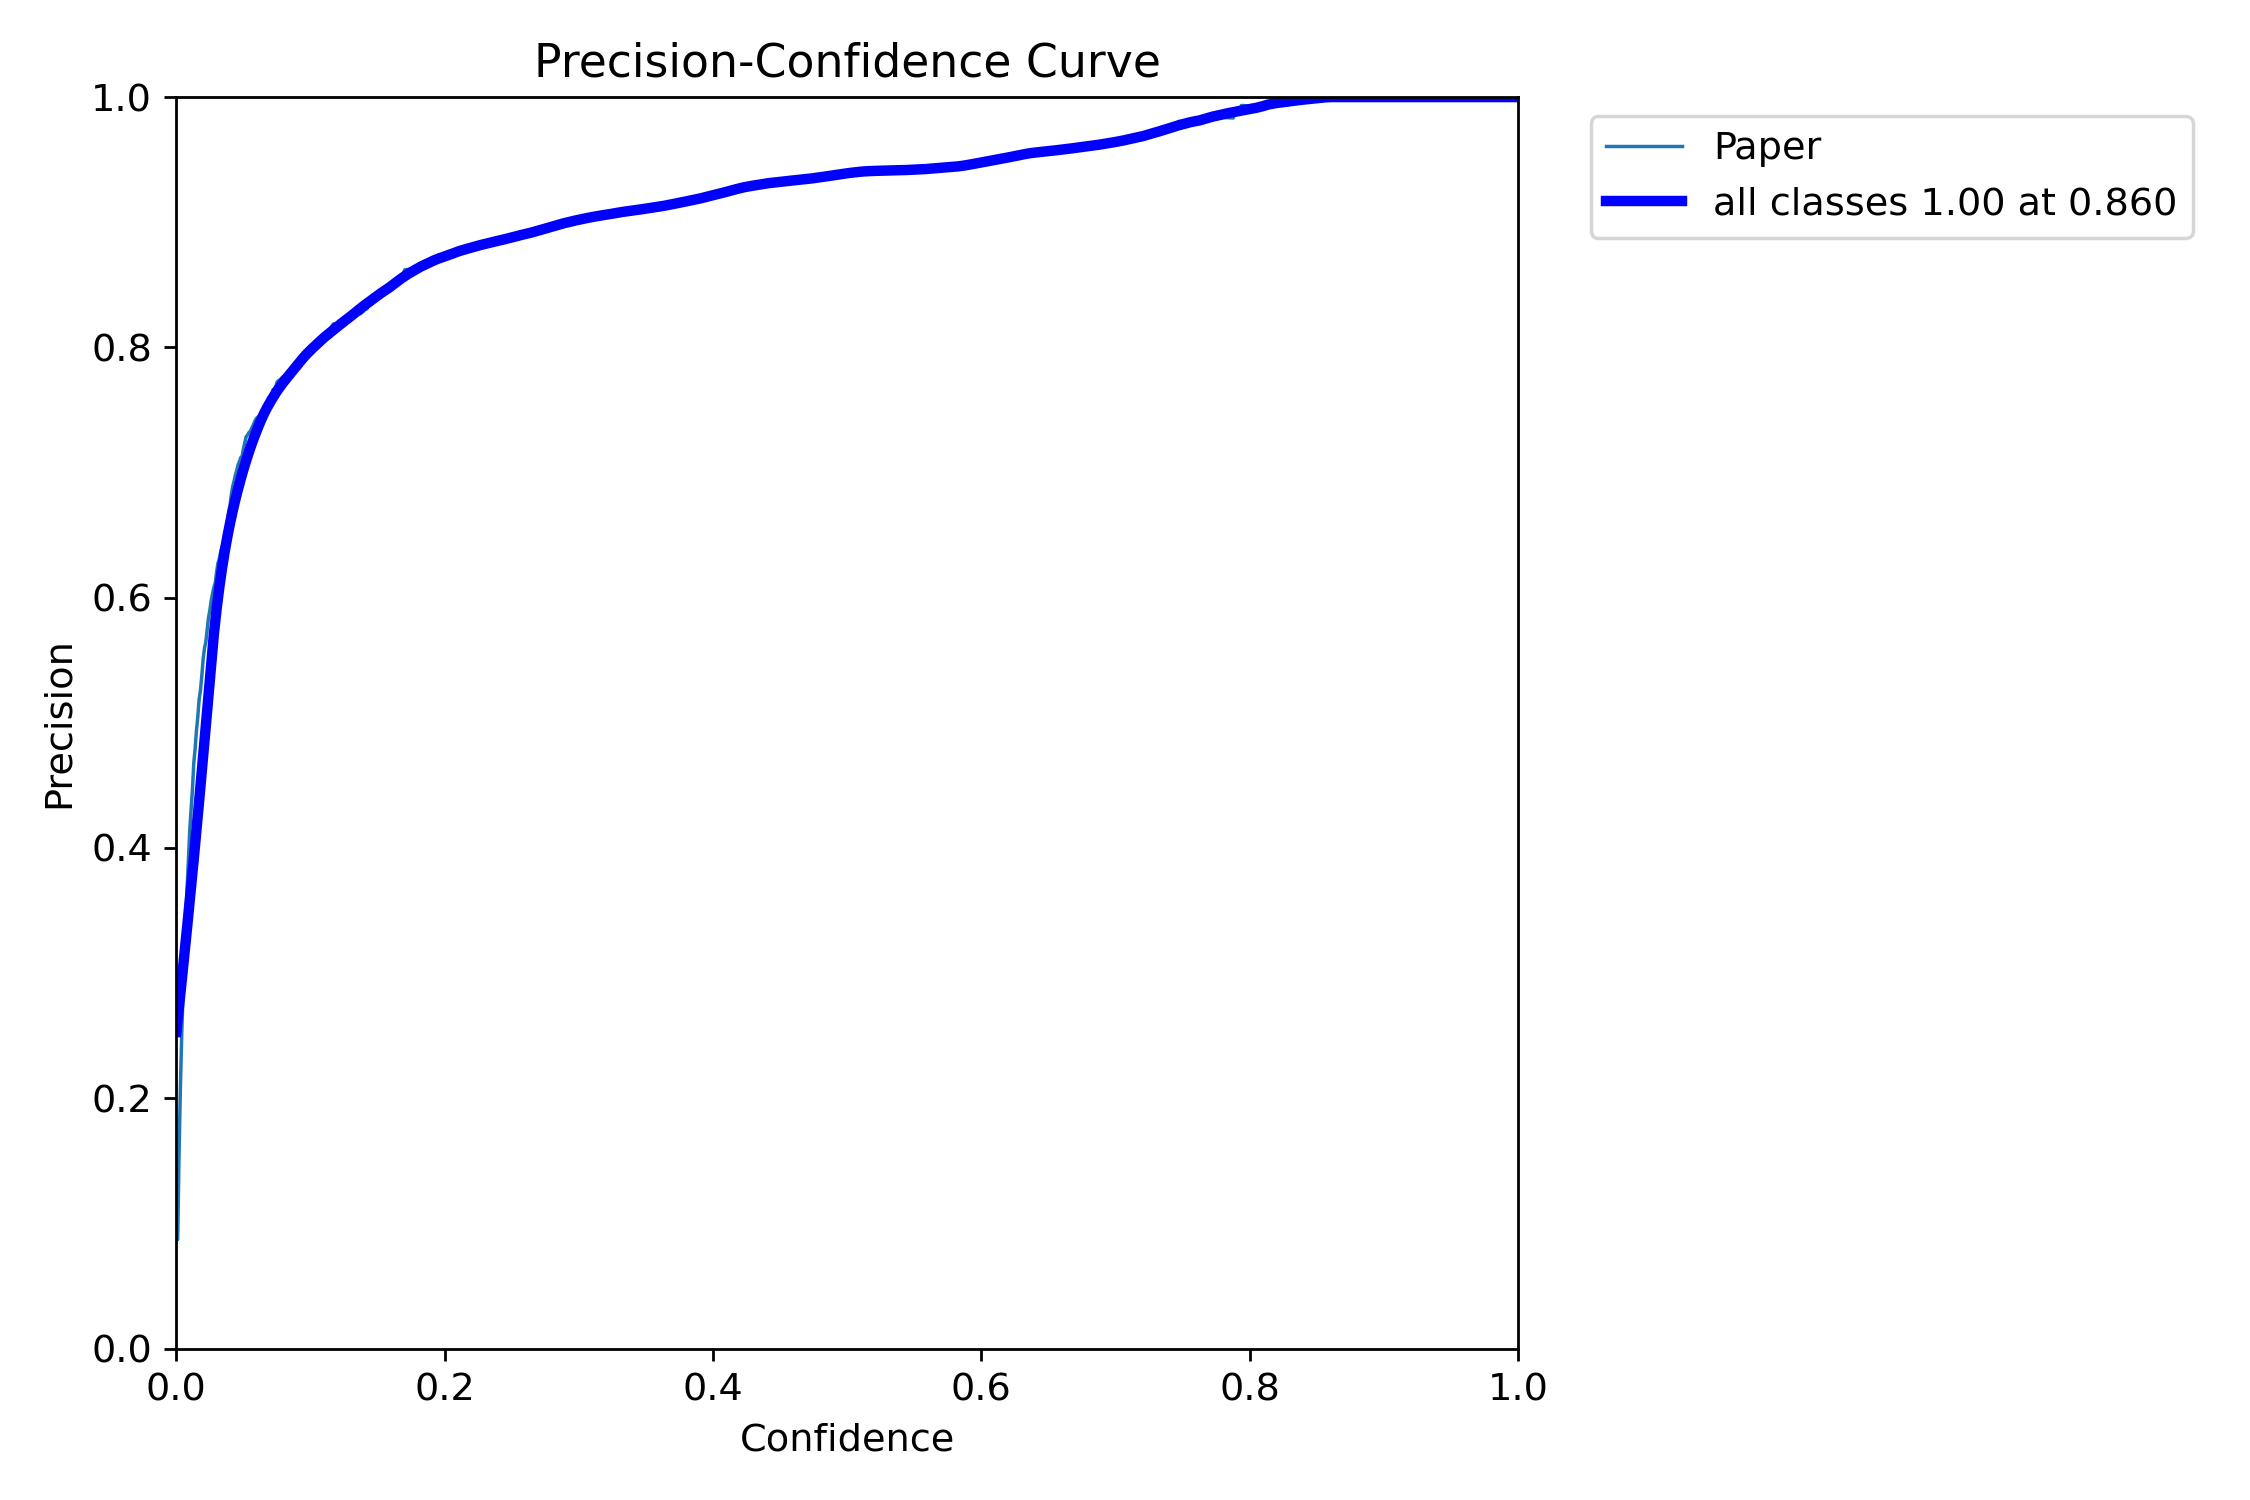 Precision-Confidence Curve
1.0
0.8
0.6
0.4
0.2
0.0
Precision
0.0 0.2 0.4 0.6 0.8 1.0
Confidence
Paper
all classes 1.00 at 0.860